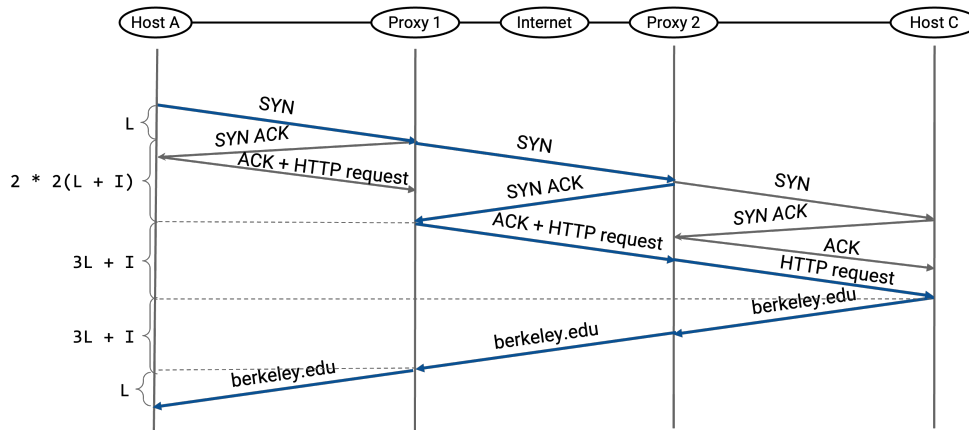 Host A
Proxy 1
Internet
Proxy 2
Host C
SYN
L
SYN ACK
SYN
ACK + HTTP request
2 * 2(L + I)
SYN
SYN ACK
SYN ACK
ACK + HTTP request
ACK
3L + I
HTTP request
berkeley.edu
berkeley.edu
3L + I
berkeley.edu
L